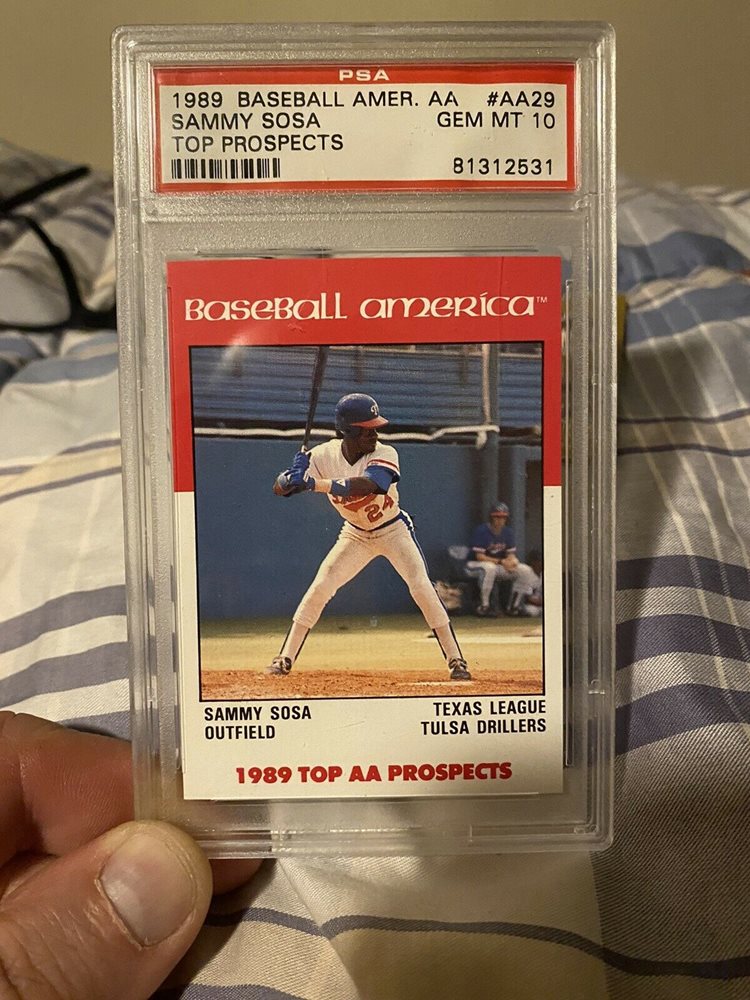 PSA
1989 BASEBALL AMER. AA #AA29
SAMMY SOSA GEM MT 10
TOP PROSPECTS
81312531
BaseBall america™
24
SAMMY SOSA TEXAS LEAGUE
OUTFIELD TULSA DRILLERS
1989 TOP AA PROSPECTS